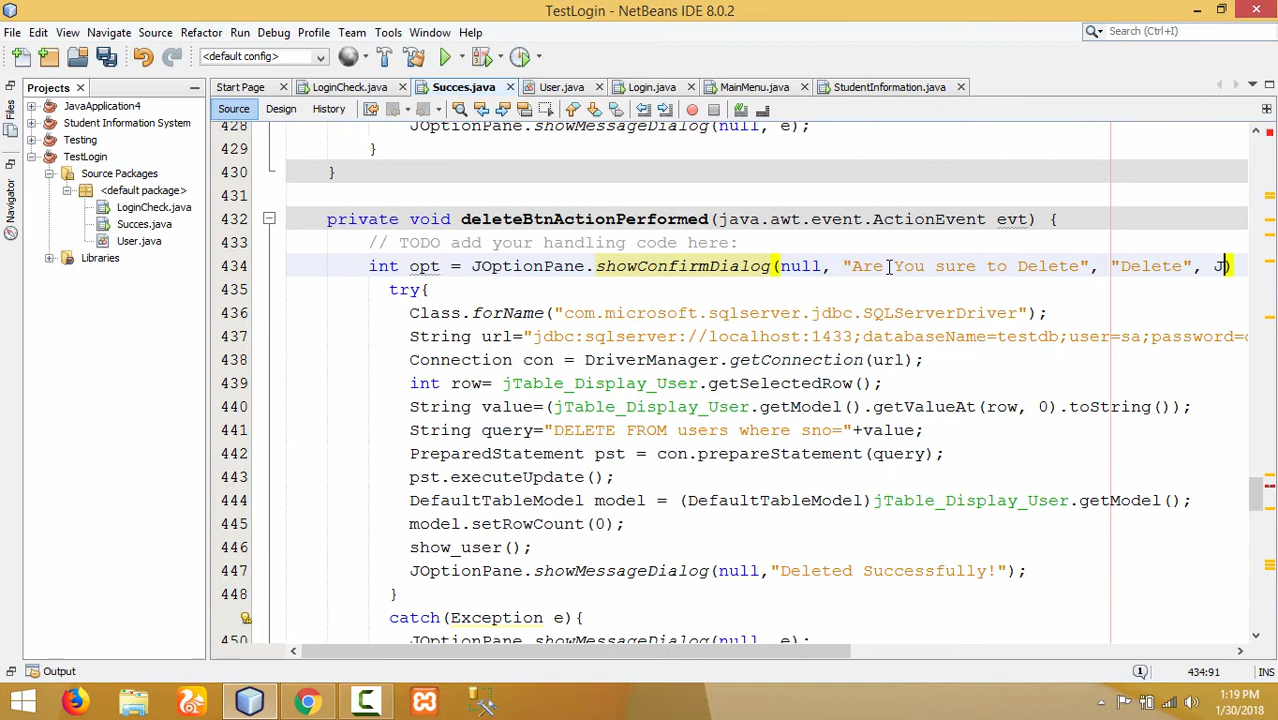 TestLogin - NetBeans IDE 8.0.2
File Edit View Navigate Source Refactor Run Debug Profile Team Tools Window Help
Search (Ctrl+I)
<default config>
Projects
Start Page LoginCheck.java Succes.java User.java Login.java MainMenu.java StudentInformation.java
Files
Navigator
JavaApplication4
Student Information System
Testing
TestLogin
Source Packages
<default package>
LoginCheck.java
Succes.java
User.java
Libraries
Source Design History
428 JOptionPane.showMessageDialog(null, e);
429 }
430 }
431
432 private void deleteBtnActionPerformed(java.awt.event.ActionEvent evt) {
433 // TODO add your handling code here:
434 int opt = JOptionPane.showConfirmDialog(null, "Are You sure to Delete", "Delete", J)
435 try{
436 Class.forName("com.microsoft.sqlserver.jdbc.SQLServerDriver");
437 String url="jdbc:sqlserver://localhost:1433;databaseName=testdb;user=sa;password=
438 Connection con = DriverManager.getConnection(url);
439 int row= jTable_Display_User.getSelectedRow();
440 String value=(jTable_Display_User.getModel().getValueAt(row, 0).toString());
441 String query="DELETE FROM users where sno="+value;
442 PreparedStatement pst = con.prepareStatement(query);
443 pst.executeUpdate();
444 DefaultTableModel model = (DefaultTableModel)jTable_Display_User.getModel();
445 model.setRowCount(0);
446 show_user();
447 JOptionPane.showMessageDialog(null,"Deleted Successfully!");
448 }
catch(Exception e){
450 JOptionPane.showMessageDialog(null, e);
Output
1
434:91
INS
1:19 PM
1/30/2018